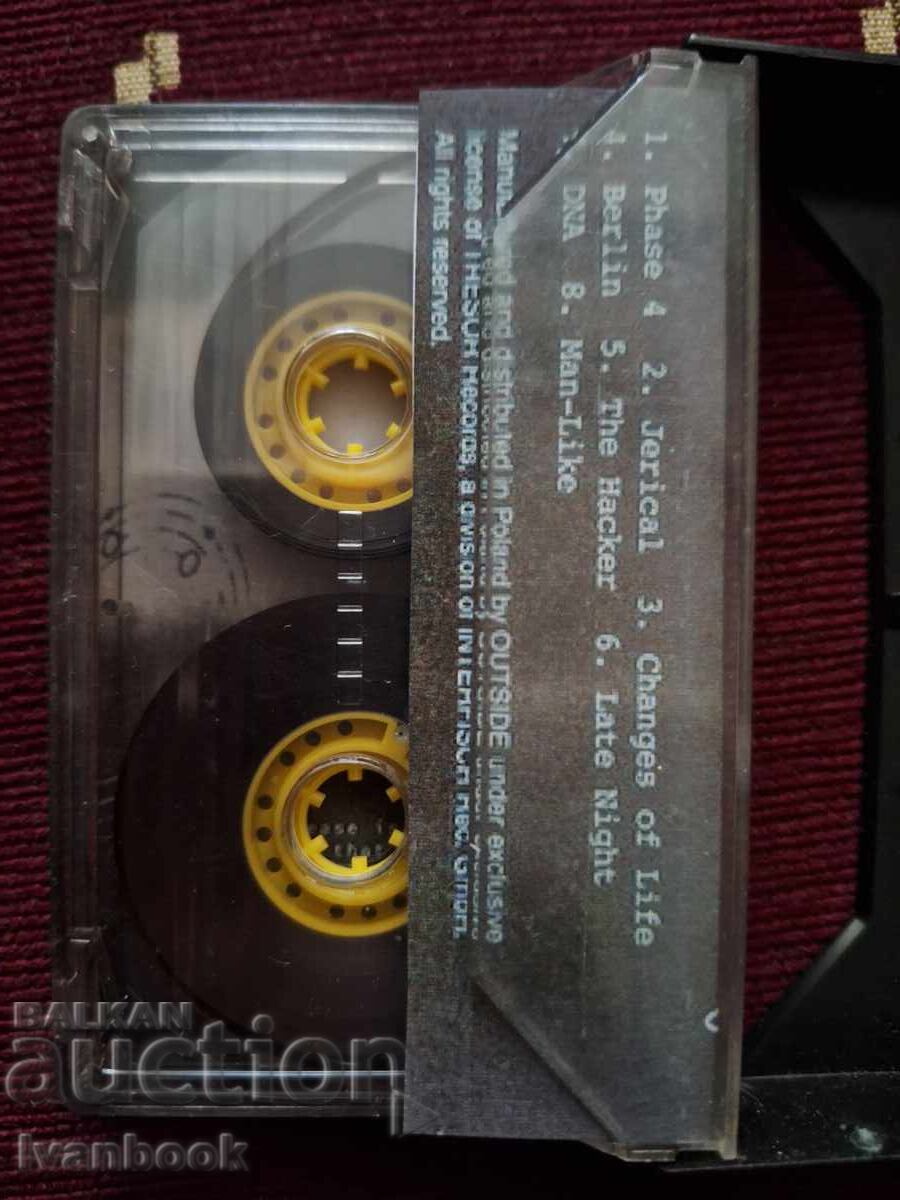 1. Phase 4 2. Jerical 3. Changes of Life
4. Berlin 5. The Hacker 6. Late Night
DNA 8. Man-Like
and distributed in Poland by OUTSIDE under exclusive
license of Records, a division of
All rights reserved.
BALKAN
auction
Ivanbook